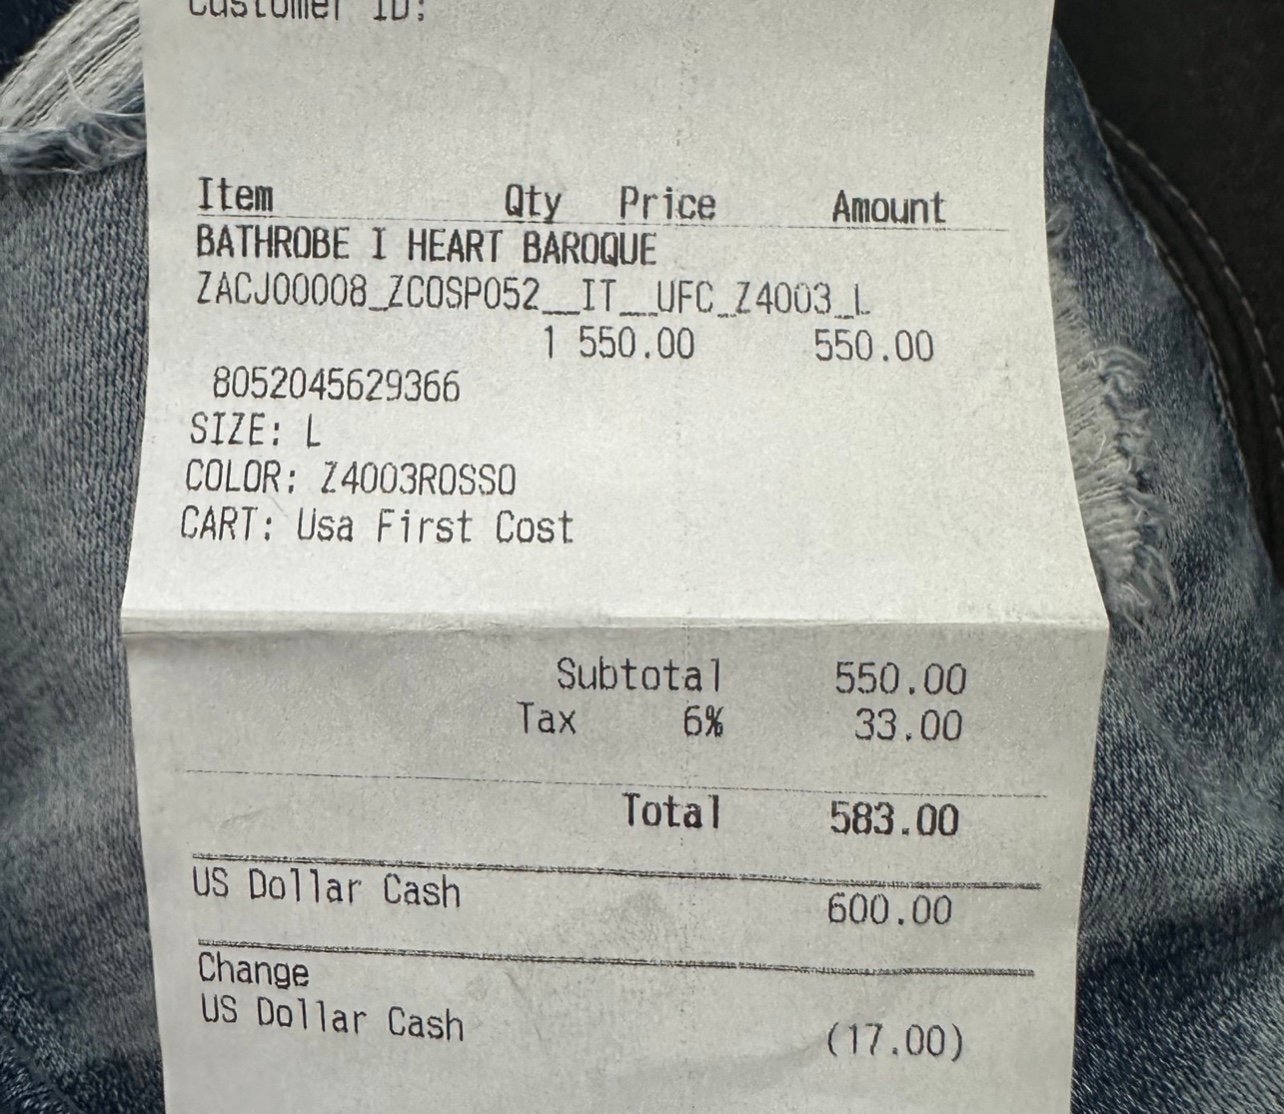 Customer ID:
Item Qty Price Amount
BATHROBE I HEART BAROQUE
ZACJ00008_ZCOSP052__IT__UFC_Z4003_L
1 550.00 550.00
8052045629366
SIZE: L
COLOR: Z4003ROSSO
CART: Usa First Cost
Subtotal 550.00
Tax 6% 33.00
Total 583.00
US Dollar Cash 600.00
Change
US Dollar Cash (17.00)